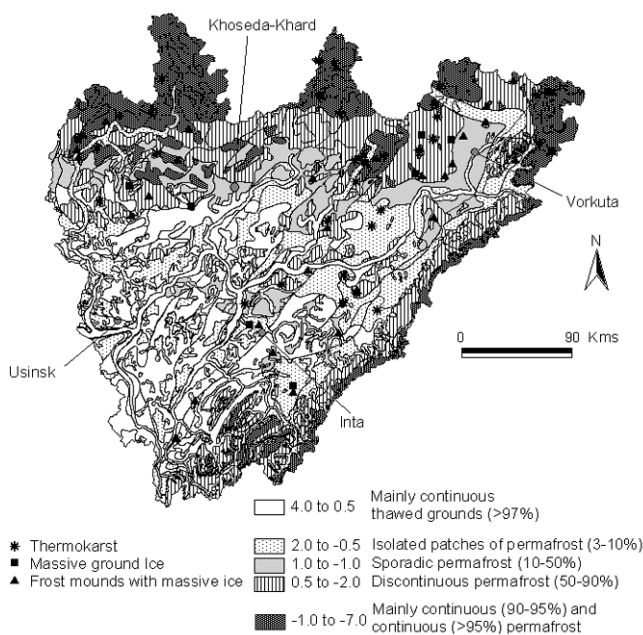 Khoseda-Khard
Vorkuta
N
0 90 Kms
Usinsk
Inta
4.0 to 0.5 Mainly continuous
thawed grounds (>97%)
Thermokarst
2.0 to -0.5 Isolated patches of permafrost (3-10%)
Massive ground Ice
1.0 to -1.0 Sporadic permafrost (10-50%)
Frost mounds with massive ice
0.5 to -2.0 Discontinuous permafrost (50-90%)
-1.0 to -7.0 Mainly continuous (90-95%) and
continuous (>95%) permafrost